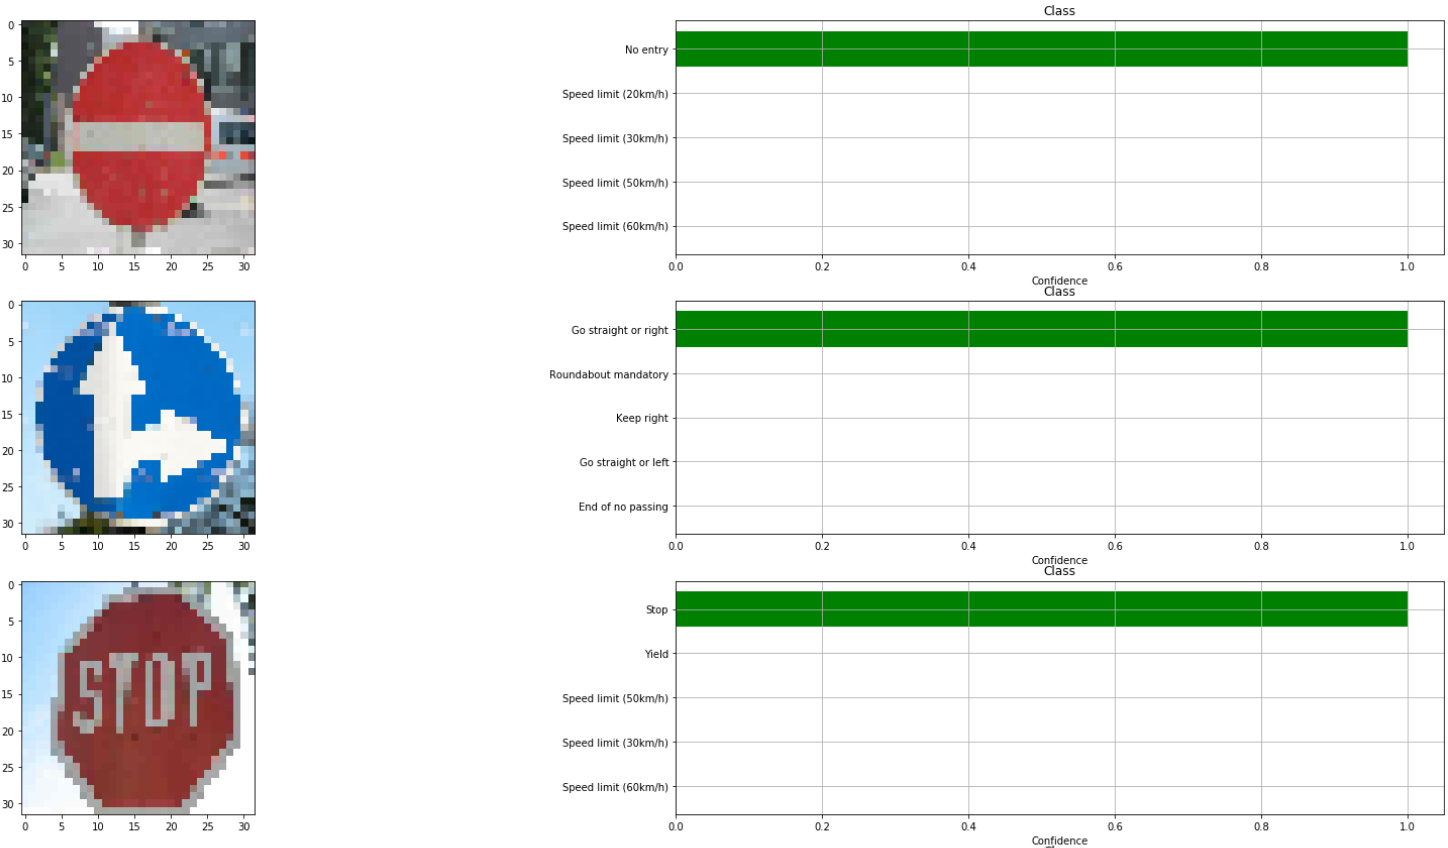 Class
0
5
10
15
20
25
30
0 5 10 15 20 25 30
No entry
Speed limit (20km/h)
Speed limit (30km/h)
Speed limit (50km/h)
Speed limit (60km/h)
0.0 0.2 0.4 0.6 0.8 1.0
Confidence
Class
0
5
10
15
20
25
30
0 5 10 15 20 25 30
Go straight or right
Roundabout mandatory
Keep right
Go straight or left
End of no passing
0.0 0.2 0.4 0.6 0.8 1.0
Confidence
Class
0
5
10
15
20
25
30
STOP
0 5 10 15 20 25 30
Stop
Yield
Speed limit (50km/h)
Speed limit (30km/h)
Speed limit (60km/h)
0.0 0.2 0.4 0.6 0.8 1.0
Confidence